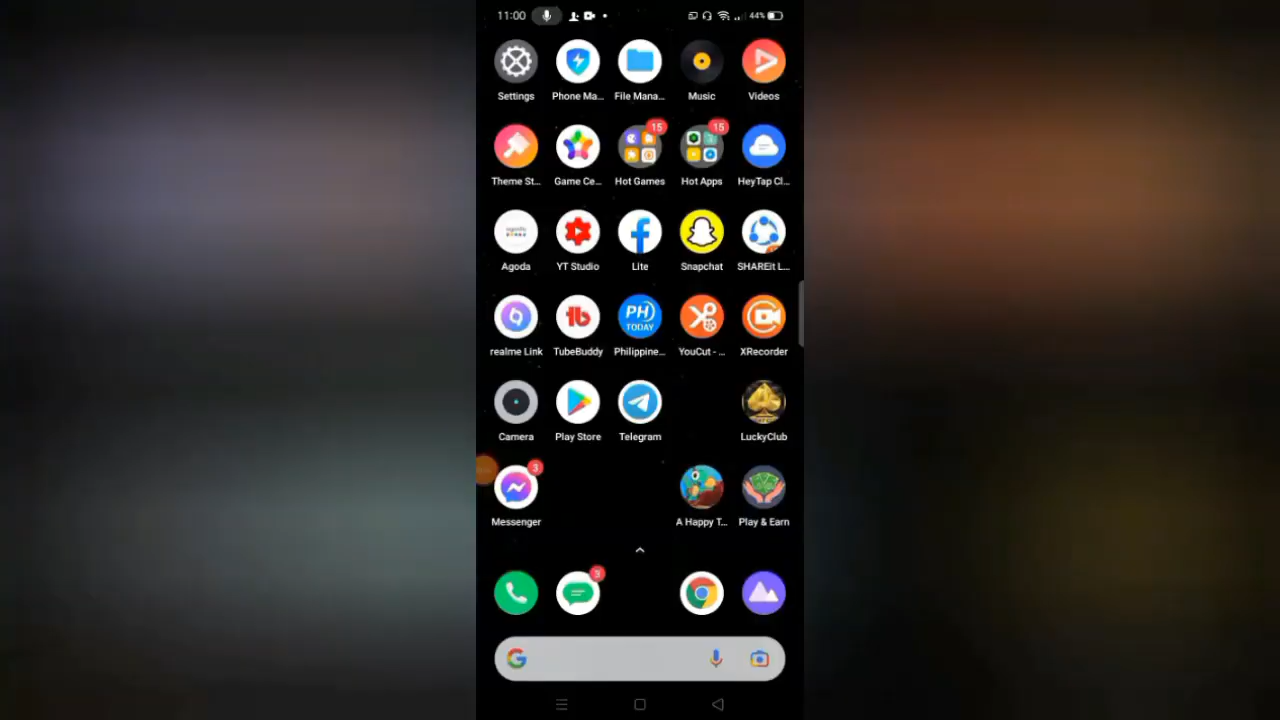 11:00 44%
Settings Phone Ma... File Mana... Music Videos
15 15
Theme St... Game Ce... Hot Games Hot Apps HeyTap Cl...
agoda
Agoda YT Studio Lite Snapchat SHAREit L...
tb PH) TODAY
realme Link TubeBuddy Philippine... YouCut - ... XRecorder
Camera Play Store Telegram LuckyClub
3
Messenger A Happy T... Play & Earn
3